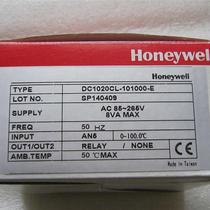 Honeywell
Honeywell
TYPE DC1020CL-101000-E
LOT NO. SP140409
SUPPLY AC 85~265V
8VA MAX
FREQ 50 HZ
INPUT AN5 0~100.0℃
OUT1/OUT2 RELAY / NONE
AMB.TEMP 50 ℃MAX
Made in Taiwan